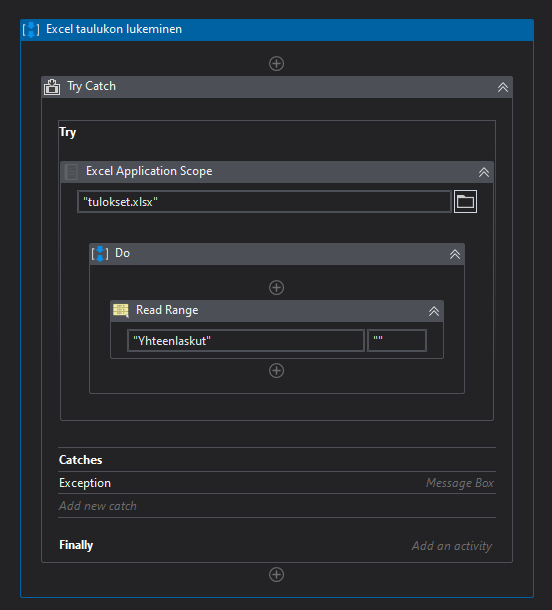 Excel taulukon lukeminen
Try Catch
Try
Excel Application Scope
"tulokset.xlsx"
Do
Read Range
"Yhteenlaskut" ""
Catches
Exception Message Box
Add new catch
Finally Add an activity